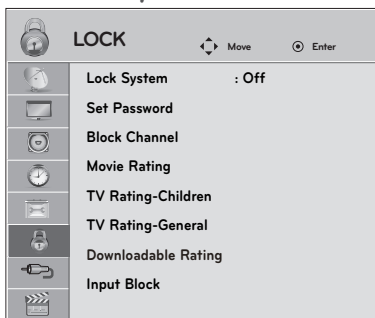 LOCK Move Enter
Lock System : Off
Set Password
Block Channel
Movie Rating
TV Rating-Children
TV Rating-General
Downloadable Rating
Input Block